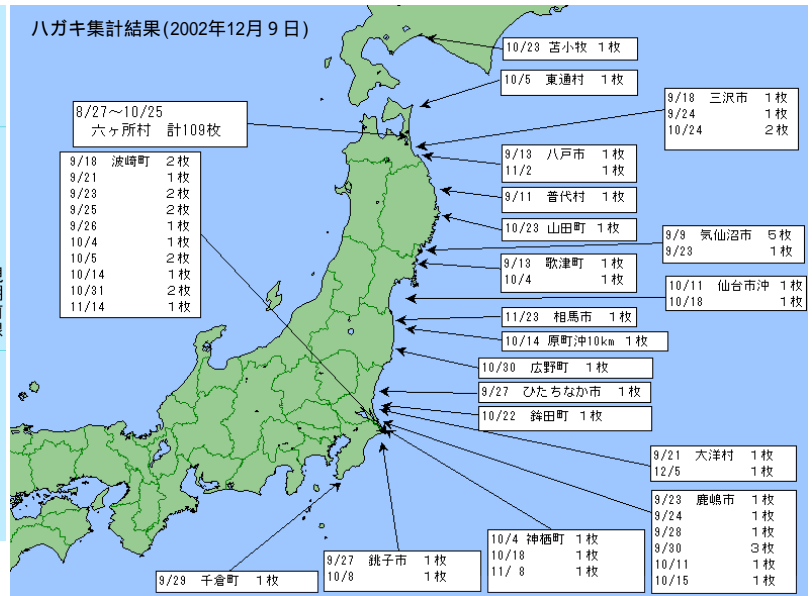 ハガキ集計結果(2002年12月9日)
10/23 苫小牧 1枚
10/5 東通村 1枚
9/18 三沢市 1枚
9/24 1枚
10/24 2枚
8/27～10/25
六ヶ所村 計109枚
9/13 八戸市 1枚
11/2 1枚
9/18 波崎町 2枚
9/21 1枚
9/23 2枚
9/25 2枚
9/26 1枚
10/4 1枚
10/5 2枚
10/14 1枚
10/31 2枚
11/14 1枚
9/11 普代村 1枚
10/23 山田町 1枚
9/9 気仙沼市 5枚
9/23 1枚
9/13 歌津町 1枚
10/4 1枚
10/11 仙台市沖 1枚
10/18 1枚
11/23 相馬市 1枚
10/14 原町沖10km 1枚
10/30 広野町 1枚
9/27 ひたちなか市 1枚
10/22 鉾田町 1枚
9/21 大洋村 1枚
12/5 1枚
9/23 鹿嶋市 1枚
9/24 1枚
9/28 1枚
9/30 3枚
10/11 1枚
10/15 1枚
10/4 神栖町 1枚
10/18 1枚
11/ 8 1枚
9/27 銚子市 1枚
10/8 1枚
9/29 千倉町 1枚